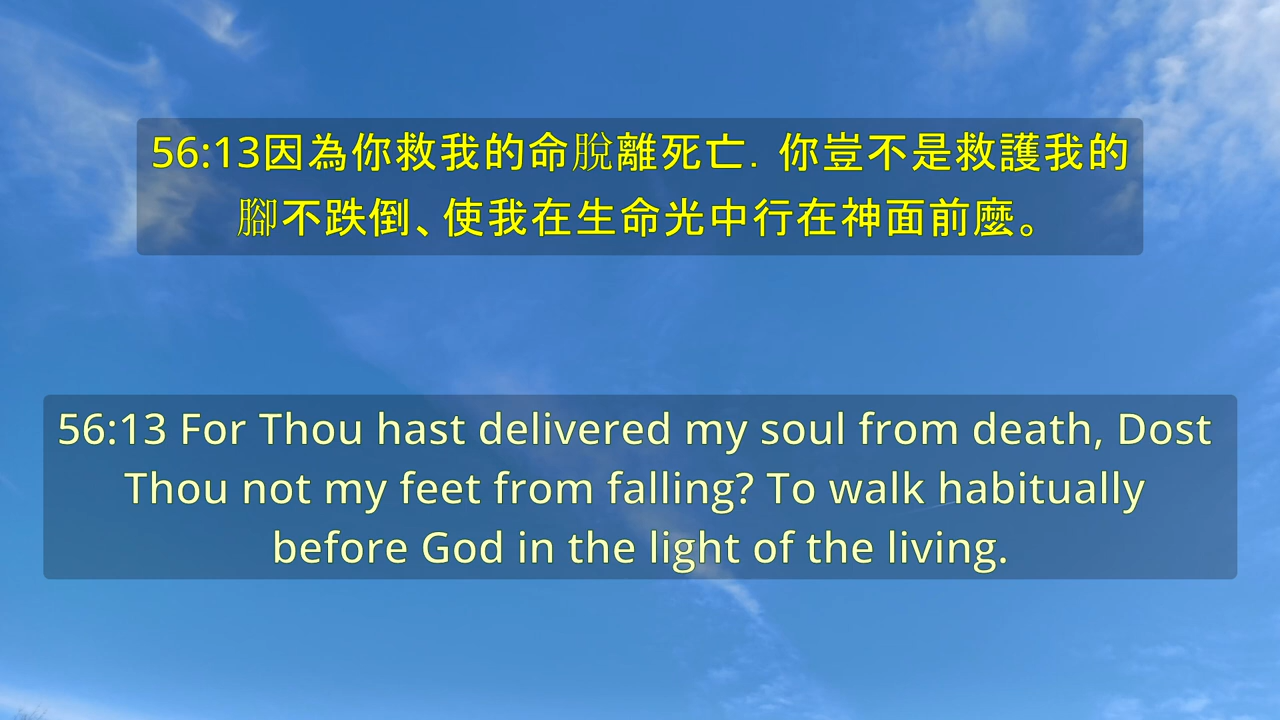 56:13因為你救我的命脫離死亡．你豈不是救護我的
腳不跌倒、使我在生命光中行在神面前麼。
56:13 For Thou hast delivered my soul from death, Dost
Thou not my feet from falling? To walk habitually
before God in the light of the living.